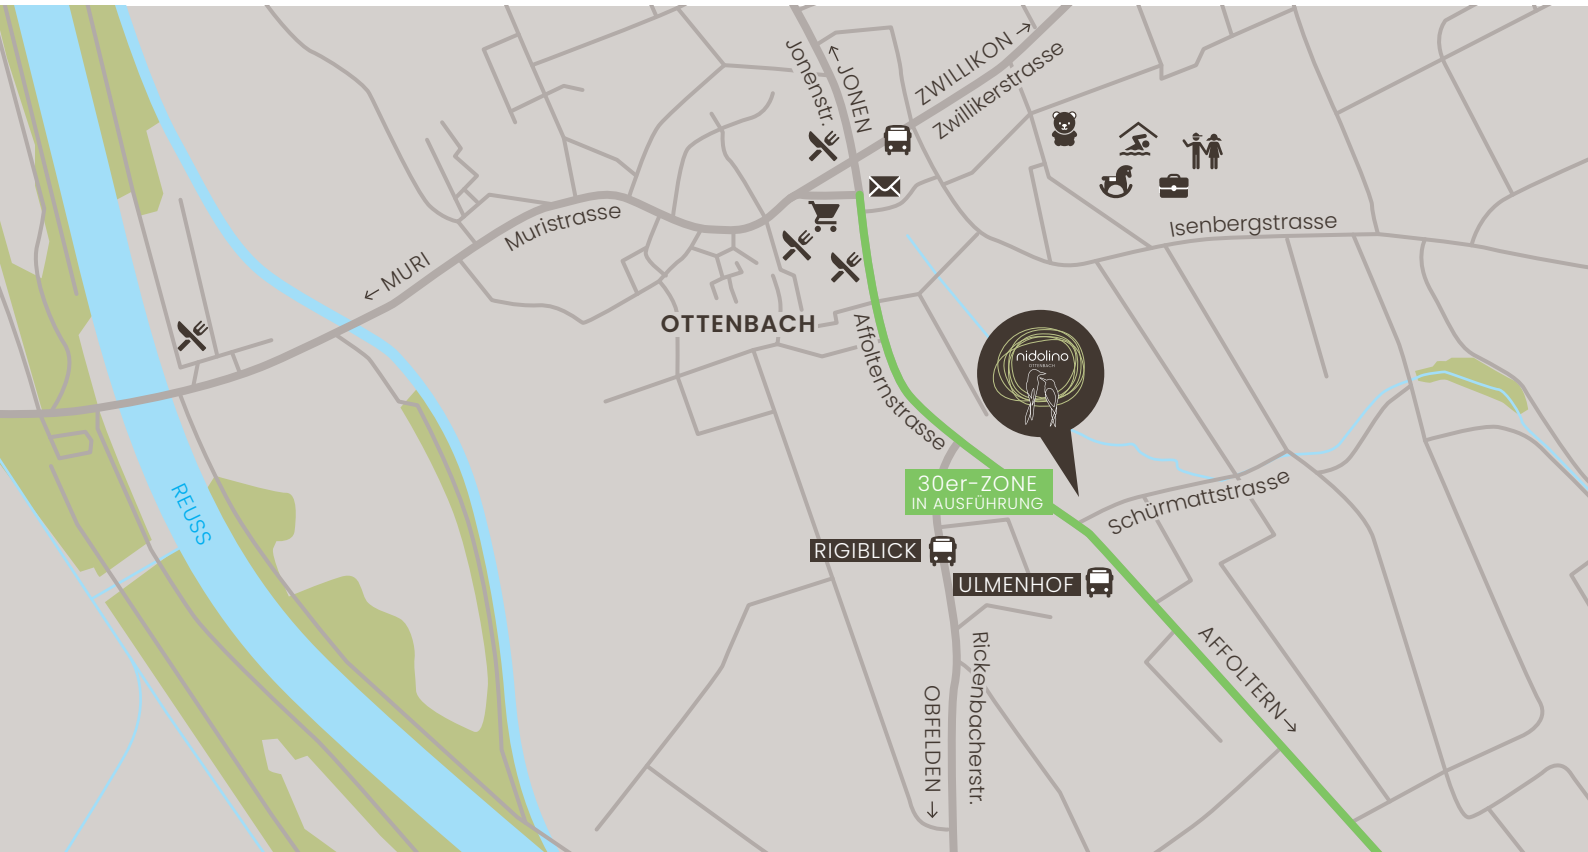 Jonenstr.
← JONEN
ZWILLIKON →
Zwillikerstrasse
Muristrasse
← MURI
Isenbergstrasse
OTTENBACH
Affolternstrasse
nidolino
OTTENBACH
30er-ZONE
IN AUSFÜHRUNG
Schürmattstrasse
REUSS
RIGIBLICK
ULMENHOF
AFFOLTERN →
Rickenbacherstr.
OBFELDEN →